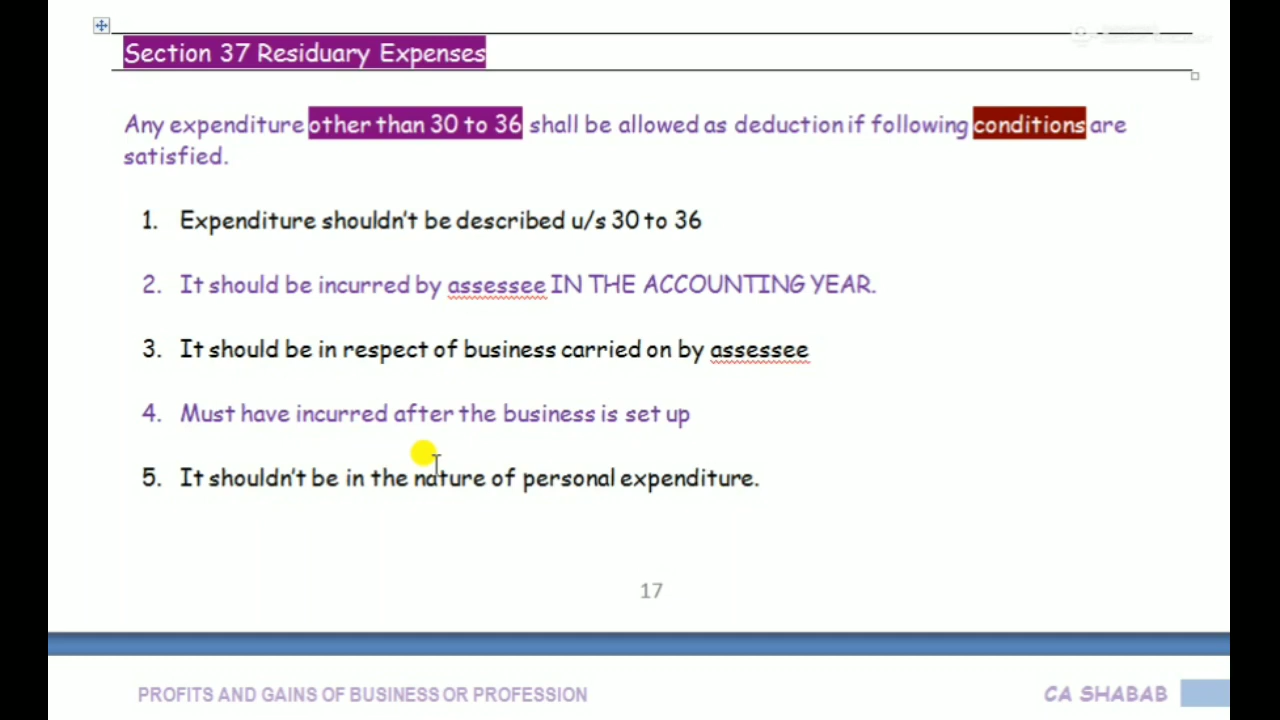 Section 37 Residuary Expenses
Any expenditure other than 30 to 36 shall be allowed as deduction if following conditions are
satisfied.
1. Expenditure shouldn't be described u/s 30 to 36
2. It should be incurred by assessee IN THE ACCOUNTING YEAR.
3. It should be in respect of business carried on by assessee
4. Must have incurred after the business is set up
5. It shouldn't be in the nature of personal expenditure.
17
PROFITS AND GAINS OF BUSINESS OR PROFESSION
CA SHABAB